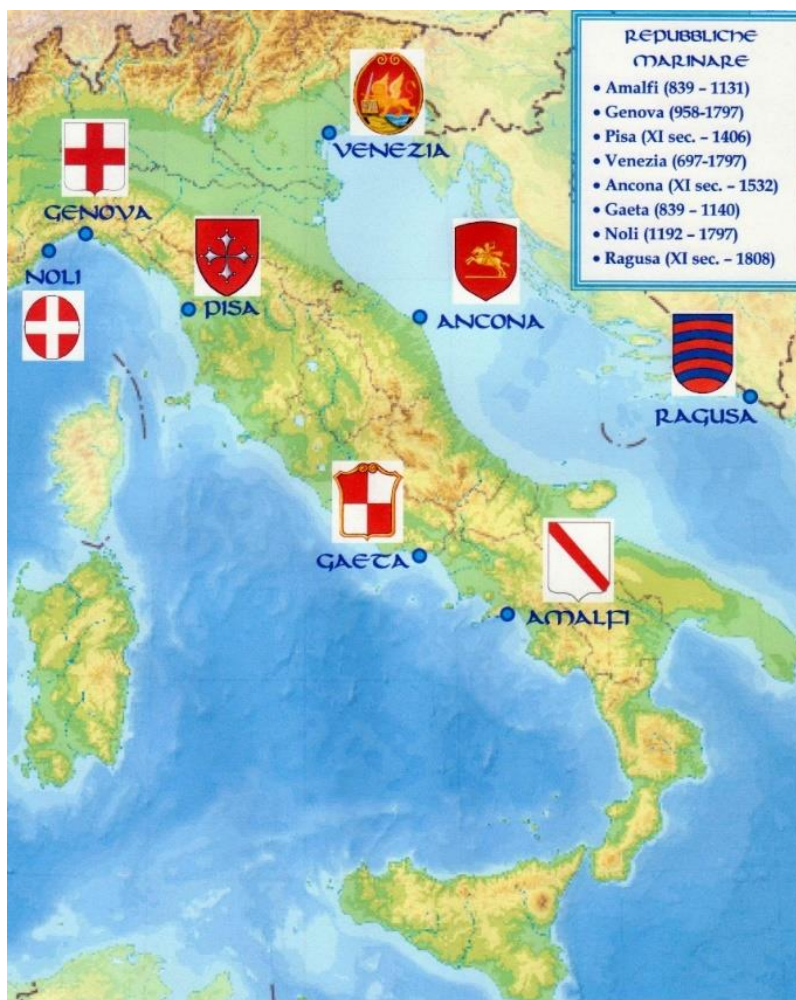 REPUBBLICHE
MARINARE
• Amalfi (839 – 1131)
• Genova (958-1797)
• Pisa (XI sec. – 1406)
• Venezia (697-1797)
• Ancona (XI sec. – 1532)
• Gaeta (839 – 1140)
• Noli (1192 – 1797)
• Ragusa (XI sec. – 1808)
VENEZIA
GENOVA
NOLI
PISA
ANCONA
RAGUSA
GAETA
AMALFI